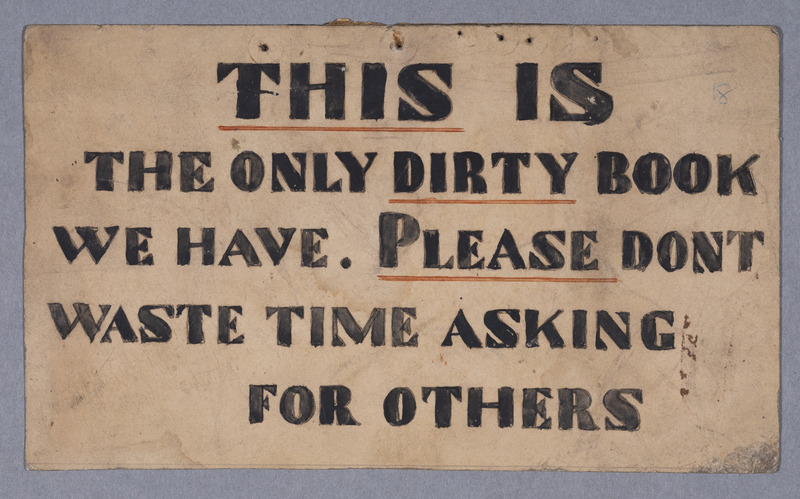 THIS IS
THE ONLY DIRTY BOOK
WE HAVE. PLEASE DONT
WASTE TIME ASKING
FOR OTHERS